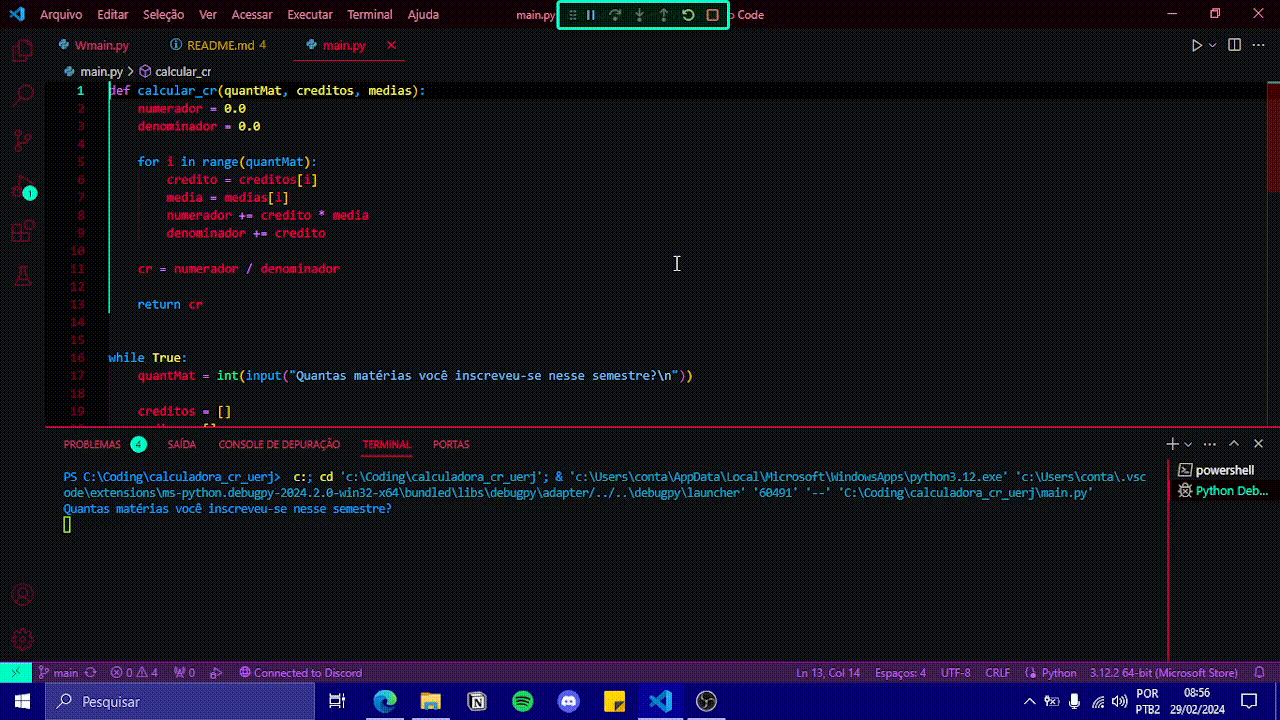 Arquivo Editar Seleção Ver Acessar Executar Terminal Ajuda main.py o Code
Wmain.py README.md 4 main.py
main.py > calcular_cr
1 def calcular_cr(quantMat, creditos, medias):
2 numerador = 0.0
3 denominador = 0.0
4
5 for i in range(quantMat):
6 credito = creditos[i]
7 media = medias[i]
8 numerador += credito * media
9 denominador += credito
10
11 cr = numerador / denominador
12
13 return cr
14
15
16 while True:
17 quantMat = int(input("Quantas matérias você inscreveu-se nesse semestre?\n"))
18
19 creditos = []
PROBLEMAS 4 SAÍDA CONSOLE DE DEPURAÇÃO TERMINAL PORTAS
powershell
Python Deb...
PS C:\Coding\calculadora_cr_uerj> c:; cd 'c:\Coding\calculadora_cr_uerj'; & 'c:\Users\conta\AppData\Local\Microsoft\WindowsApps\python3.12.exe' 'c:\Users\conta\.vsc
ode\extensions\ms-python.debugpy-2024.2.0-win32-x64\bundled\libs\debugpy\adapter/../..\debugpy\launcher' '60491' '--' 'C:\Coding\calculadora_cr_uerj\main.py'
Quantas matérias você inscreveu-se nesse semestre?
1
main 0 4 0 Connected to Discord Ln 13, Col 14 Espaços: 4 UTF-8 CRLF Python 3.12.2 64-bit (Microsoft Store)
Pesquisar
POR 08:56
PTB2 29/02/2024